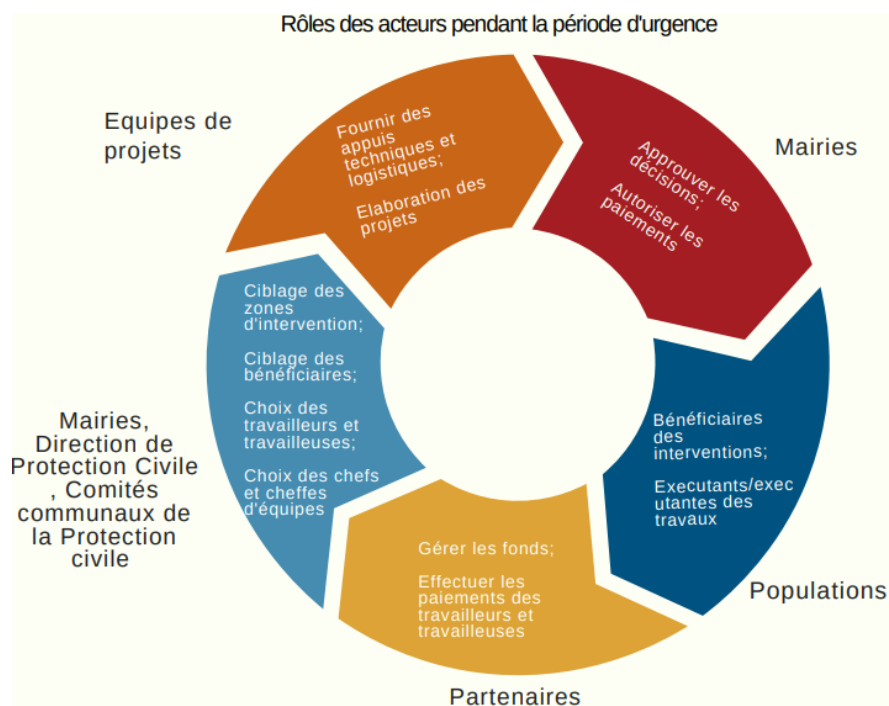 Rôles des acteurs pendant la période d'urgence
Equipes de
projets
Fournir des
appuis
techniques et
logistiques;
Elaboration des
projets
Mairies
Approuver les
décisions;
Autoriser les
paiements
Populations
Bénéficiaires
des
interventions;
Executants/exec
utantes des
travaux
Partenaires
Gérer les fonds;
Effectuer les
paiements des
travailleurs et
travailleuses
Mairies,
Direction de
Protection Civile
, Comités
communaux de
la Protection
civile
Ciblage des
zones
d'intervention;
Ciblage des
bénéficiaires;
Choix des
travailleurs et
travailleuses;
Choix des chefs
et cheffes
d'équipes